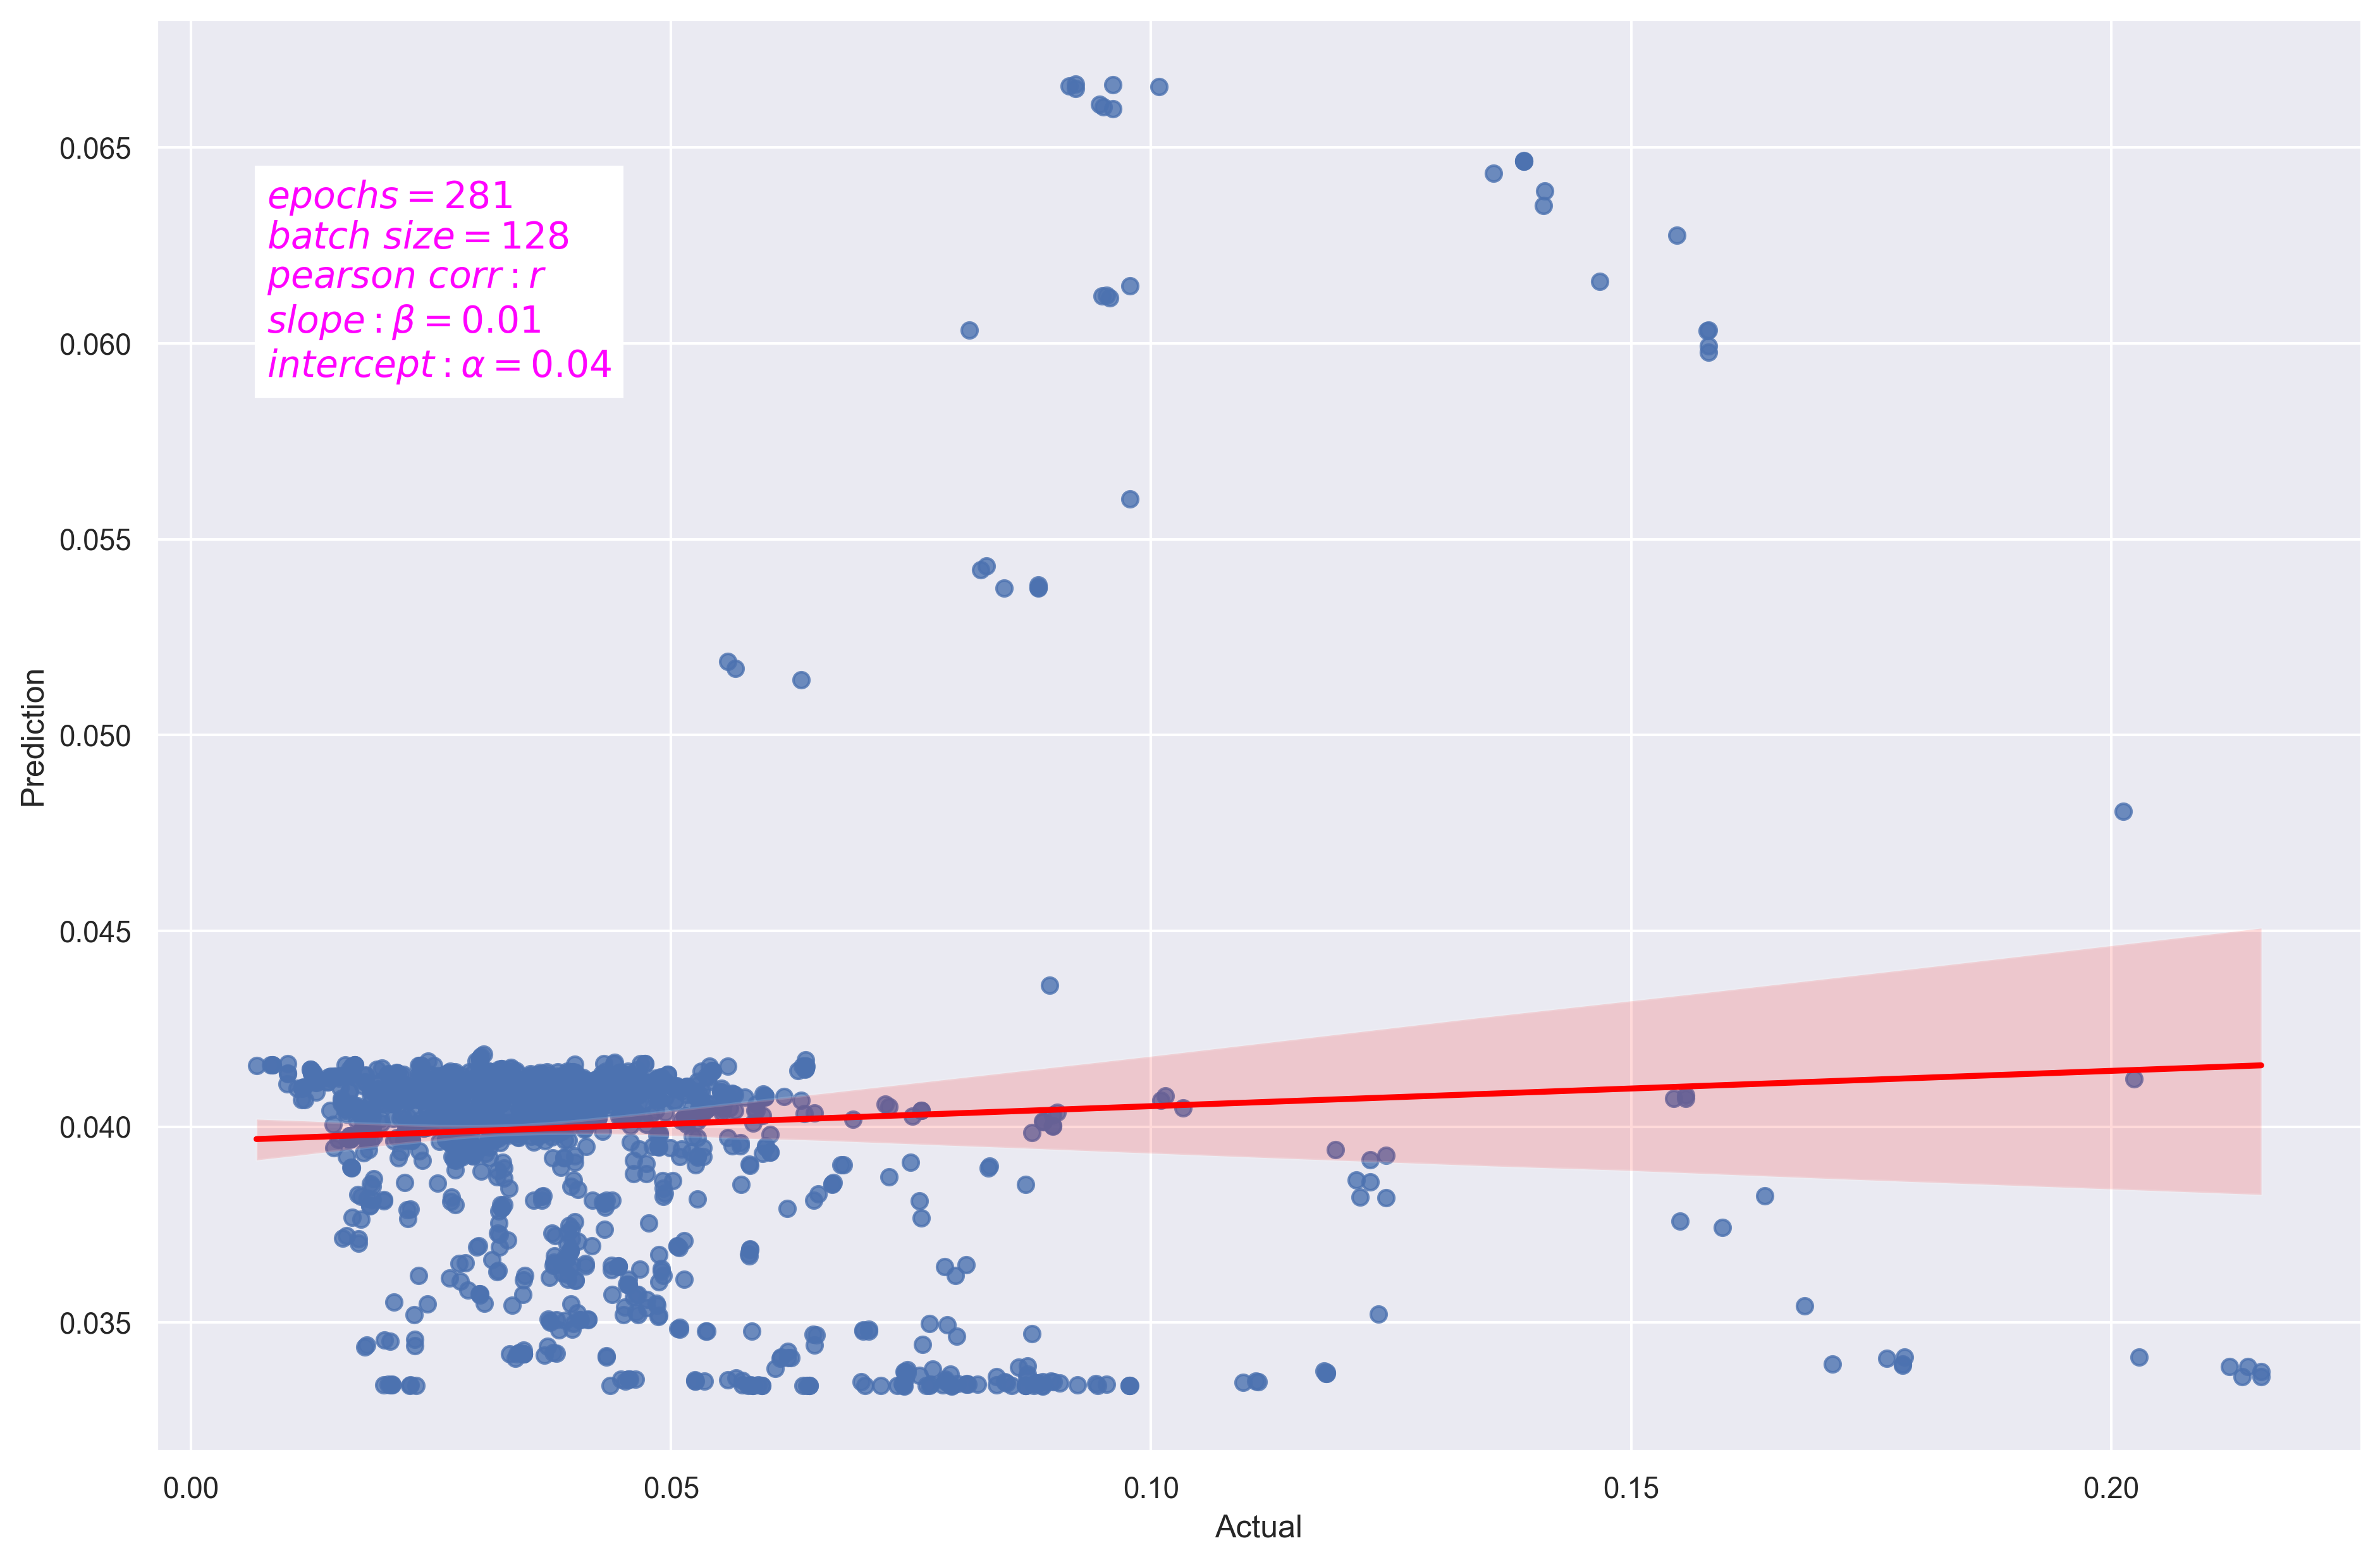 epochs = 281
batch size = 128
pearson corr : r
slope : β = 0.01
intercept : α = 0.04
0.065
0.060
0.055
0.050
0.045
0.040
0.035
Prediction
0.00 0.05 0.10 0.15 0.20
Actual